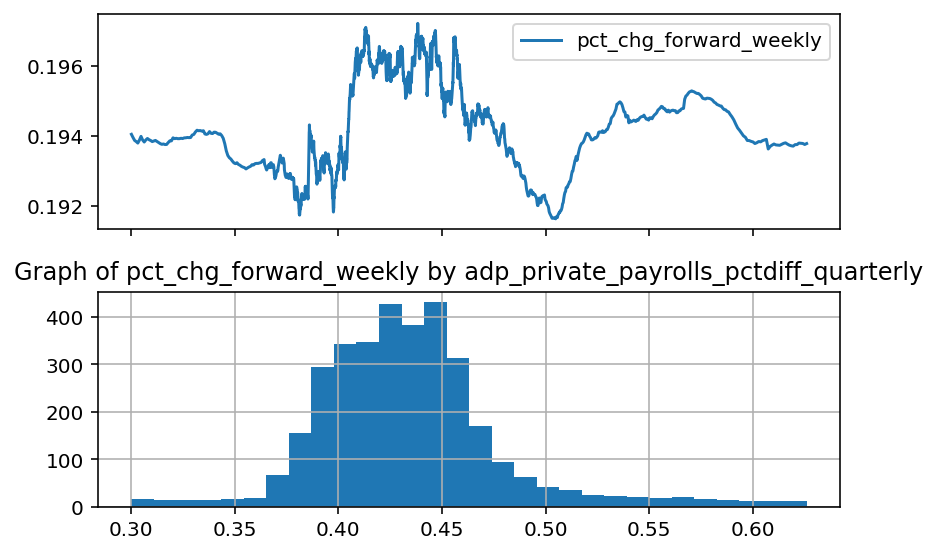 pct_chg_forward_weekly
0.196
0.194
0.192
Graph of pct_chg_forward_weekly by adp_private_payrolls_pctdiff_quarterly
400
300
200
100
0
0.30 0.35 0.40 0.45 0.50 0.55 0.60